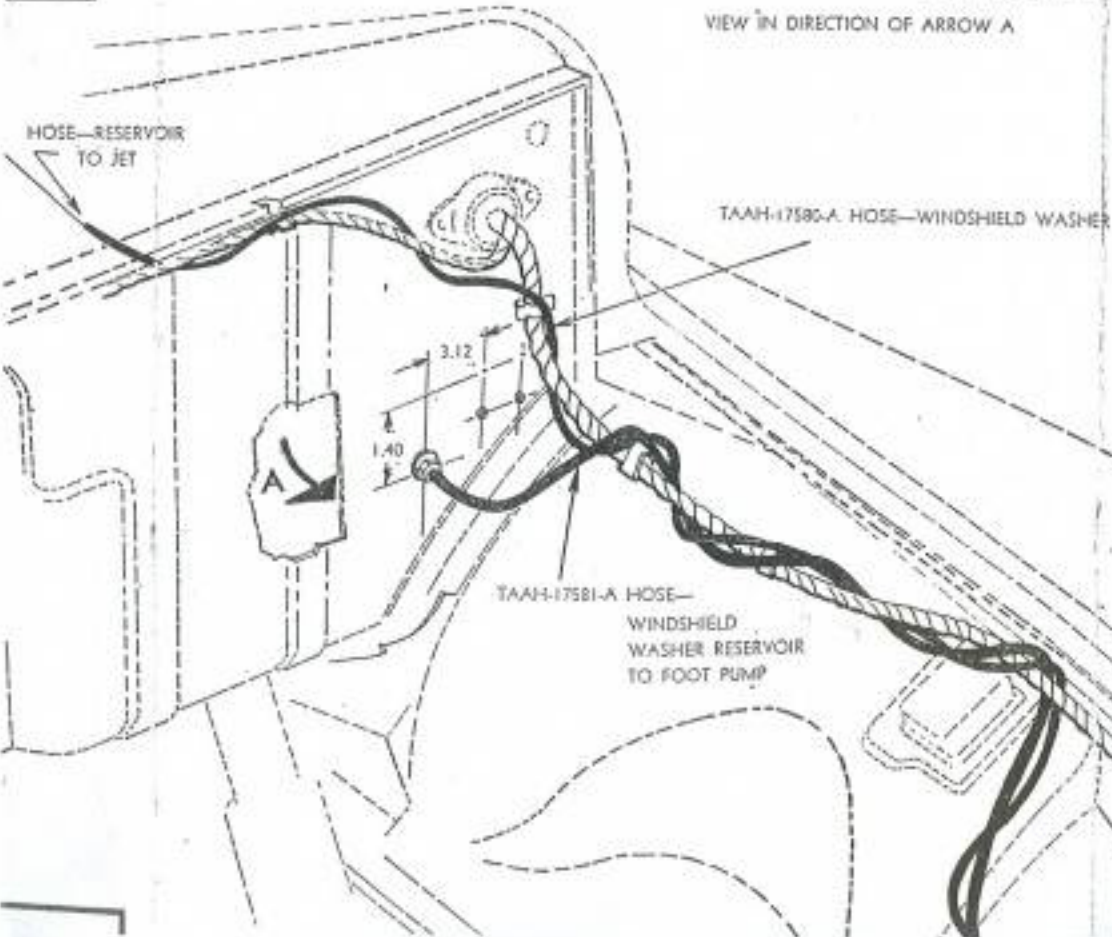 VIEW IN DIRECTION OF ARROW A
HOSE—RESERVOIR
TO JET
TAAH-17580-A HOSE—WINDSHIELD WASHER
3.12
1.40
A
TAAH-17581-A HOSE—
WINDSHIELD
WASHER RESERVOIR
TO FOOT PUMP